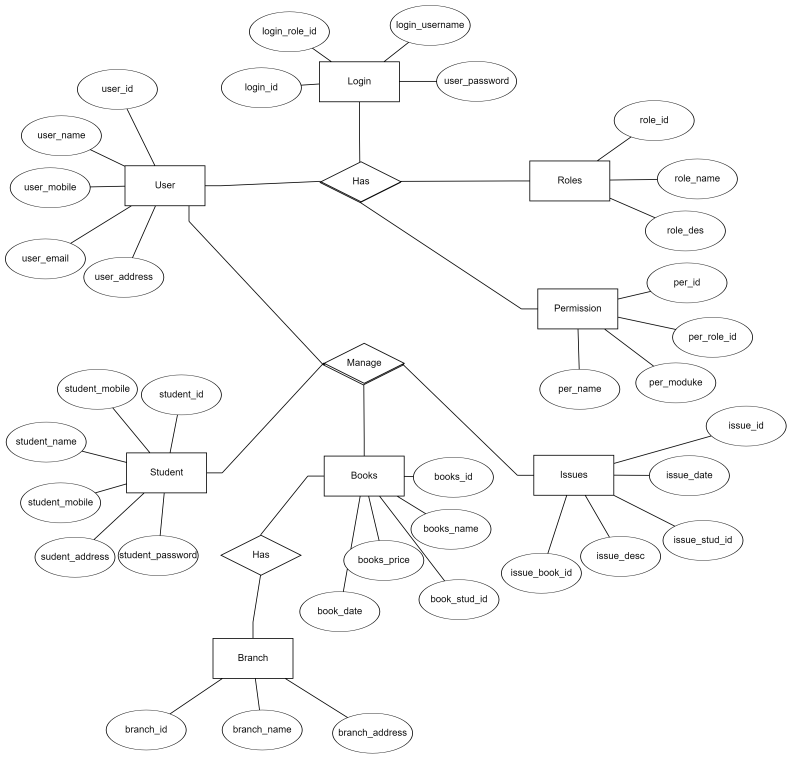 login_role_id
login_username
login_id
Login
user_password
user_id
user_name
user_mobile
User
user_email
user_address
Has
Roles
role_id
role_name
role_des
Permission
per_id
per_role_id
per_name
per_moduke
Manage
student_mobile
student_id
student_name
Student
student_mobile
sudent_address
student_password
Books
books_id
books_name
books_price
book_date
book_stud_id
Issues
issue_id
issue_date
issue_stud_id
issue_desc
issue_book_id
Has
Branch
branch_id
branch_name
branch_address